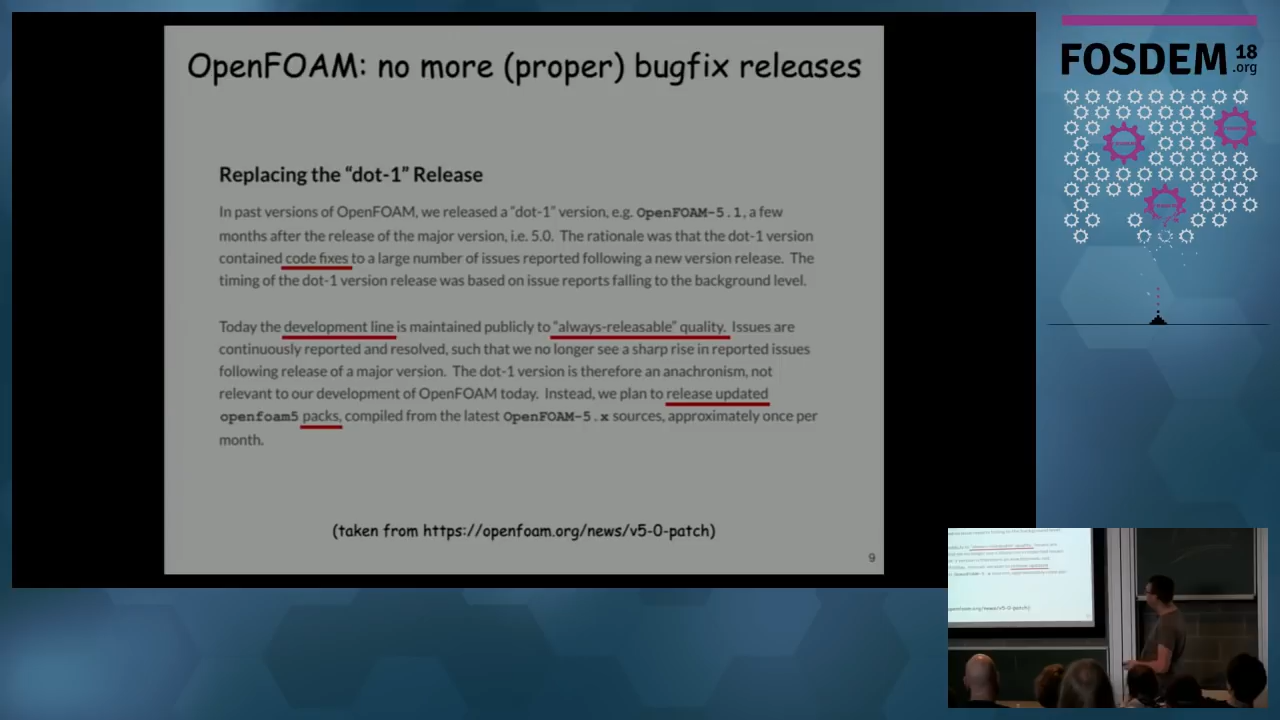 OpenFOAM: no more (proper) bugfix releases
Replacing the “dot-1” Release
In past versions of OpenFOAM, we released a “dot-1” version, e.g. OpenFOAM-5.1, a few
months after the release of the major version, i.e. 5.0. The rationale was that the dot-1 version
contained code fixes to a large number of issues reported following a new version release. The
timing of the dot-1 version release was based on issue reports falling to the background level.
Today the development line is maintained publicly to “always-releasable” quality. Issues are
continuously reported and resolved, such that we no longer see a sharp rise in reported issues
following release of a major version. The dot-1 version is therefore an anachronism, not
relevant to our development of OpenFOAM today. Instead, we plan to release updated
openfoam5 packs, compiled from the latest OpenFOAM-5.x sources, approximately once per
month.
(taken from https://openfoam.org/news/v5-0-patch)
9
FOSDEM 18
.org
openfoam.org/news/v5-0-patch)